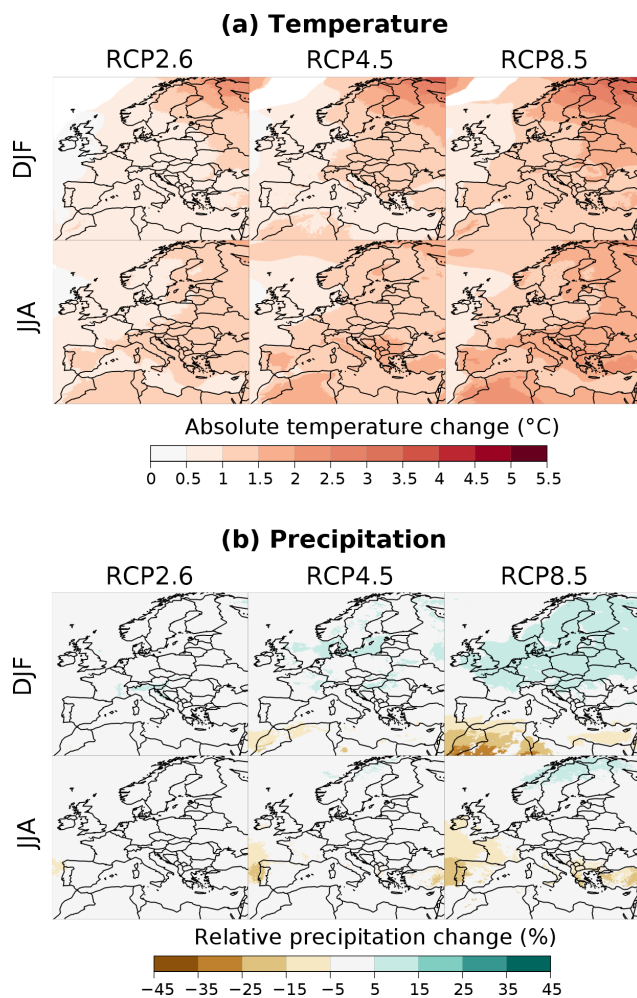 (a) Temperature
RCP2.6 RCP4.5 RCP8.5
DJF
JJA
Absolute temperature change (°C)
0 0.5 1 1.5 2 2.5 3 3.5 4 4.5 5 5.5
(b) Precipitation
RCP2.6 RCP4.5 RCP8.5
DJF
JJA
Relative precipitation change (%)
−45 −35 −25 −15 −5 5 15 25 35 45